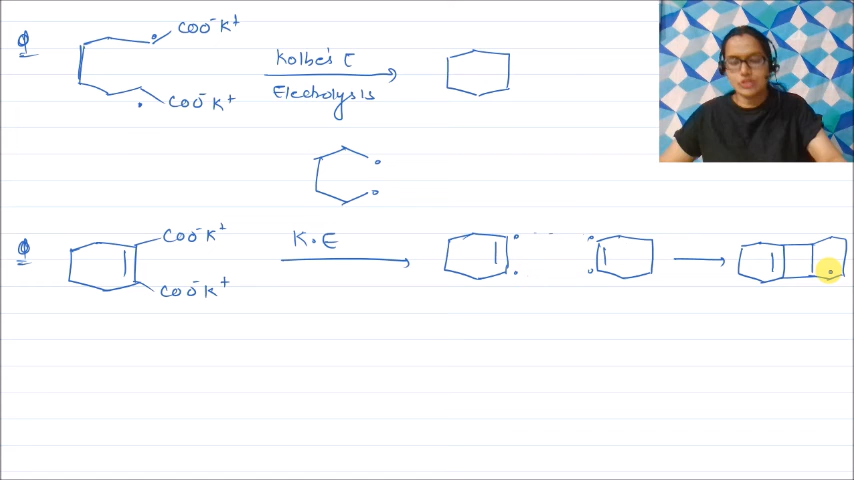 Q COO⁻K⁺
Kolbe's E
Electrolysis
COO⁻K⁺
Q COO⁻K⁺ K.E
COO⁻K⁺